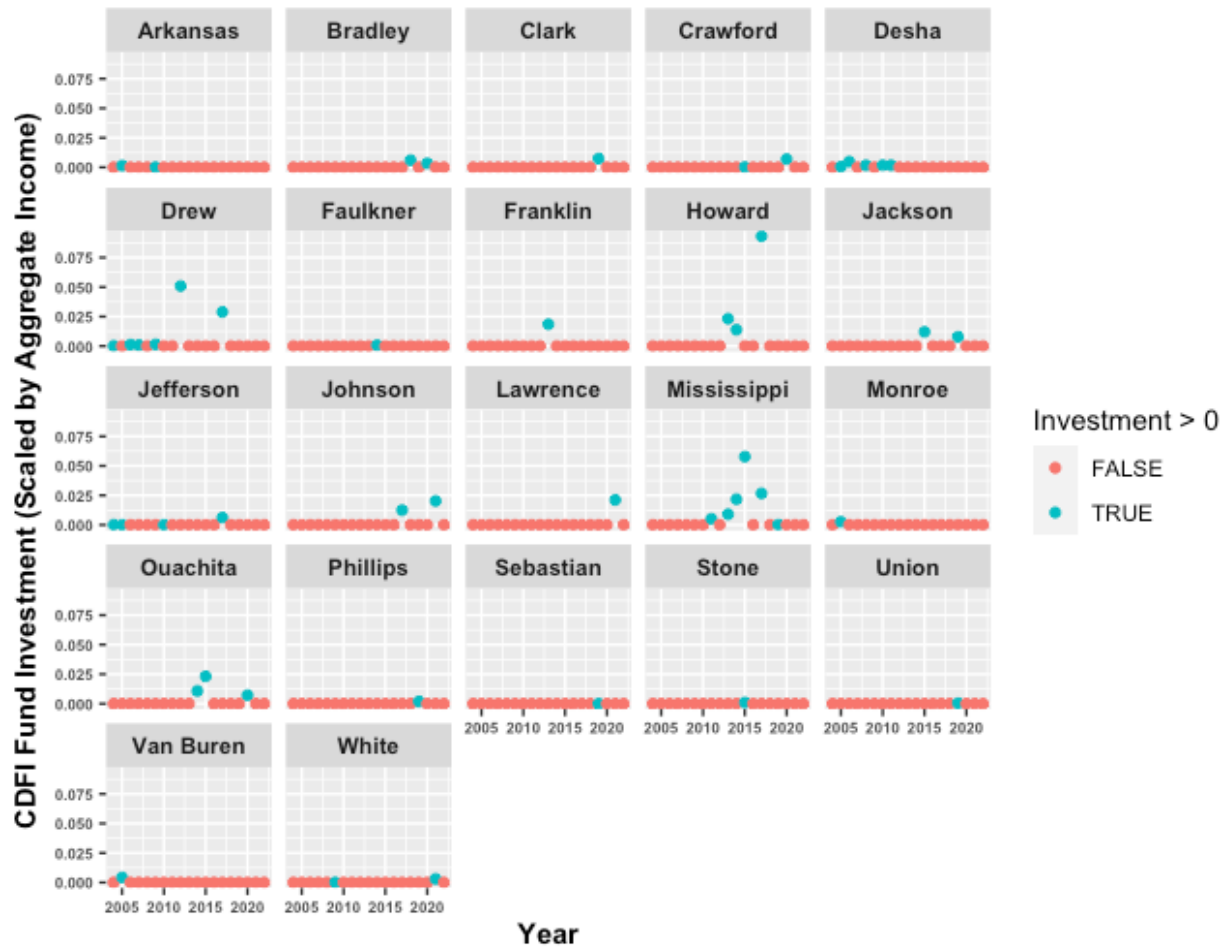 Arkansas Bradley Clark Crawford Desha
0.075
0.050
0.025
0.000
Drew Faulkner Franklin Howard Jackson
0.075
0.050
0.025
0.000
Jefferson Johnson Lawrence Mississippi Monroe
0.075
0.050
0.025
0.000
Ouachita Phillips Sebastian Stone Union
0.075
0.050
0.025
0.000
2005 2010 2015 2020 2005 2010 2015 2020 2005 2010 2015 2020
Van Buren White
0.075
0.050
0.025
0.000
2005 2010 2015 2020 2005 2010 2015 2020
Year
CDFI Fund Investment (Scaled by Aggregate Income)
Investment > 0
FALSE
TRUE